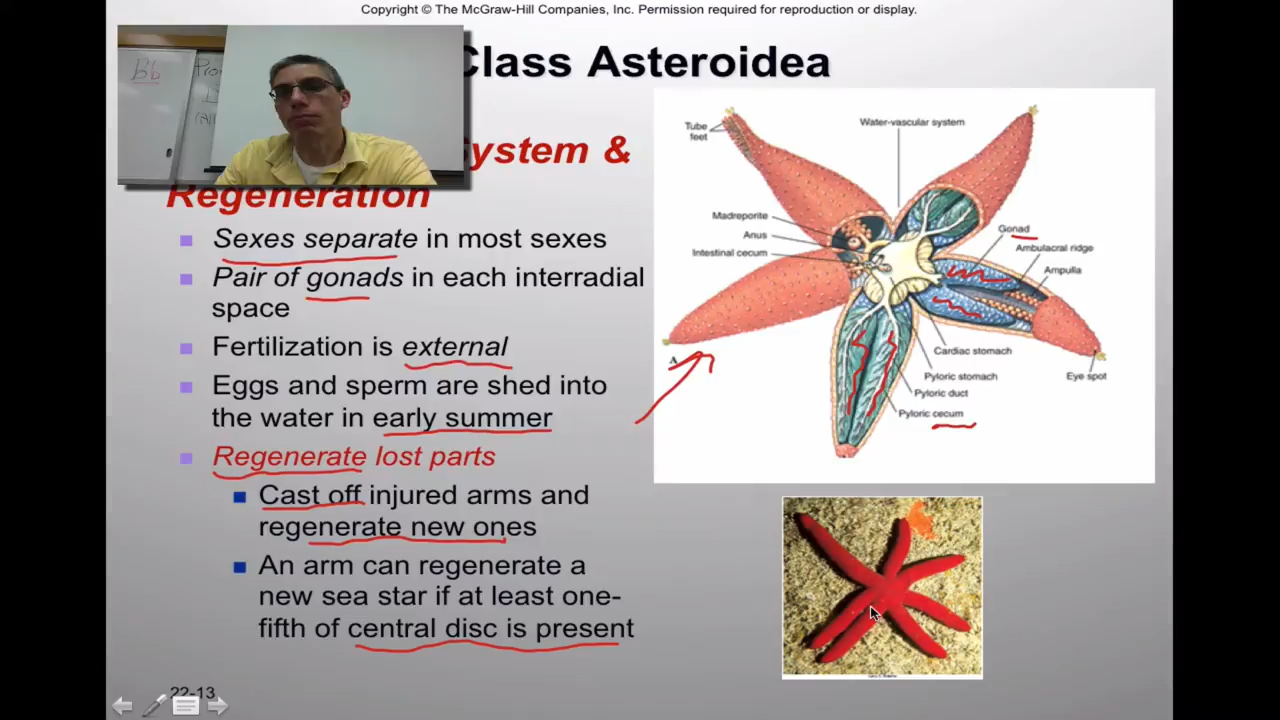 Copyright © The McGraw-Hill Companies, Inc. Permission required for reproduction or display.
Class Asteroidea
Bb
System &
Regeneration
Sexes separate in most sexes
Pair of gonads in each interradial
space
Fertilization is external
Eggs and sperm are shed into
the water in early summer
Regenerate lost parts
Cast off injured arms and
regenerate new ones
An arm can regenerate a
new sea star if at least one-
fifth of central disc is present
22-13
Tube
feet
Water-vascular system
Madreporite
Anus
Intestinal cecum
Gonad
Ambulacral ridge
Ampulla
Cardiac stomach
Pyloric stomach
Eye spot
Pyloric duct
Pyloric cecum
A